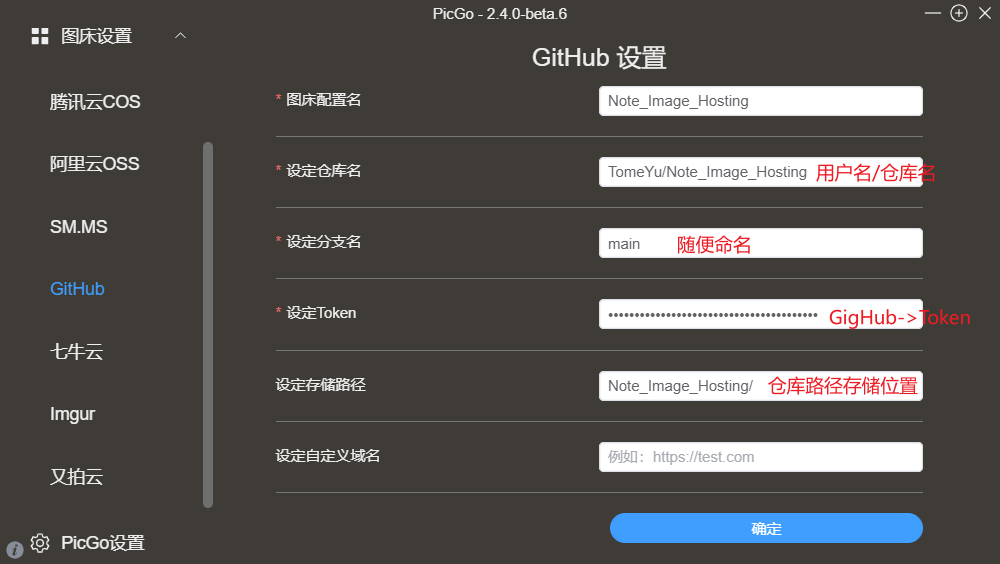 PicGo - 2.4.0-beta.6
图床设置
腾讯云COS
阿里云OSS
SM.MS
GitHub
七牛云
Imgur
又拍云
PicGo设置
GitHub 设置
* 图床配置名 Note_Image_Hosting
* 设定仓库名 TomeYu/Note_Image_Hosting 用户名/仓库名
* 设定分支名 main 随便命名
* 设定Token •••••••••••••••••••••••••••••••••••••••• GigHub->Token
设定存储路径 Note_Image_Hosting/ 仓库路径存储位置
设定自定义域名 例如：https://test.com
确定